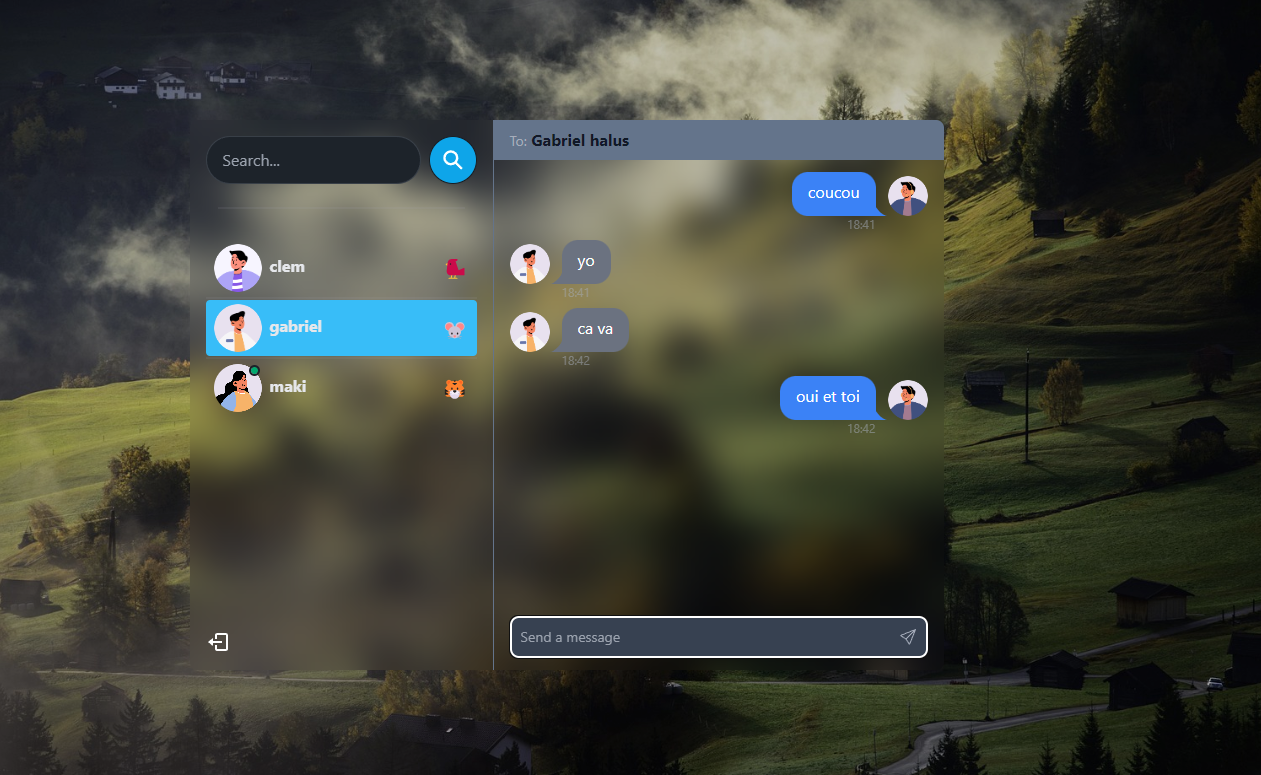 Search...
clem
gabriel
maki
To: Gabriel halus
coucou
18:41
yo
18:41
ca va
18:42
oui et toi
18:42
Send a message